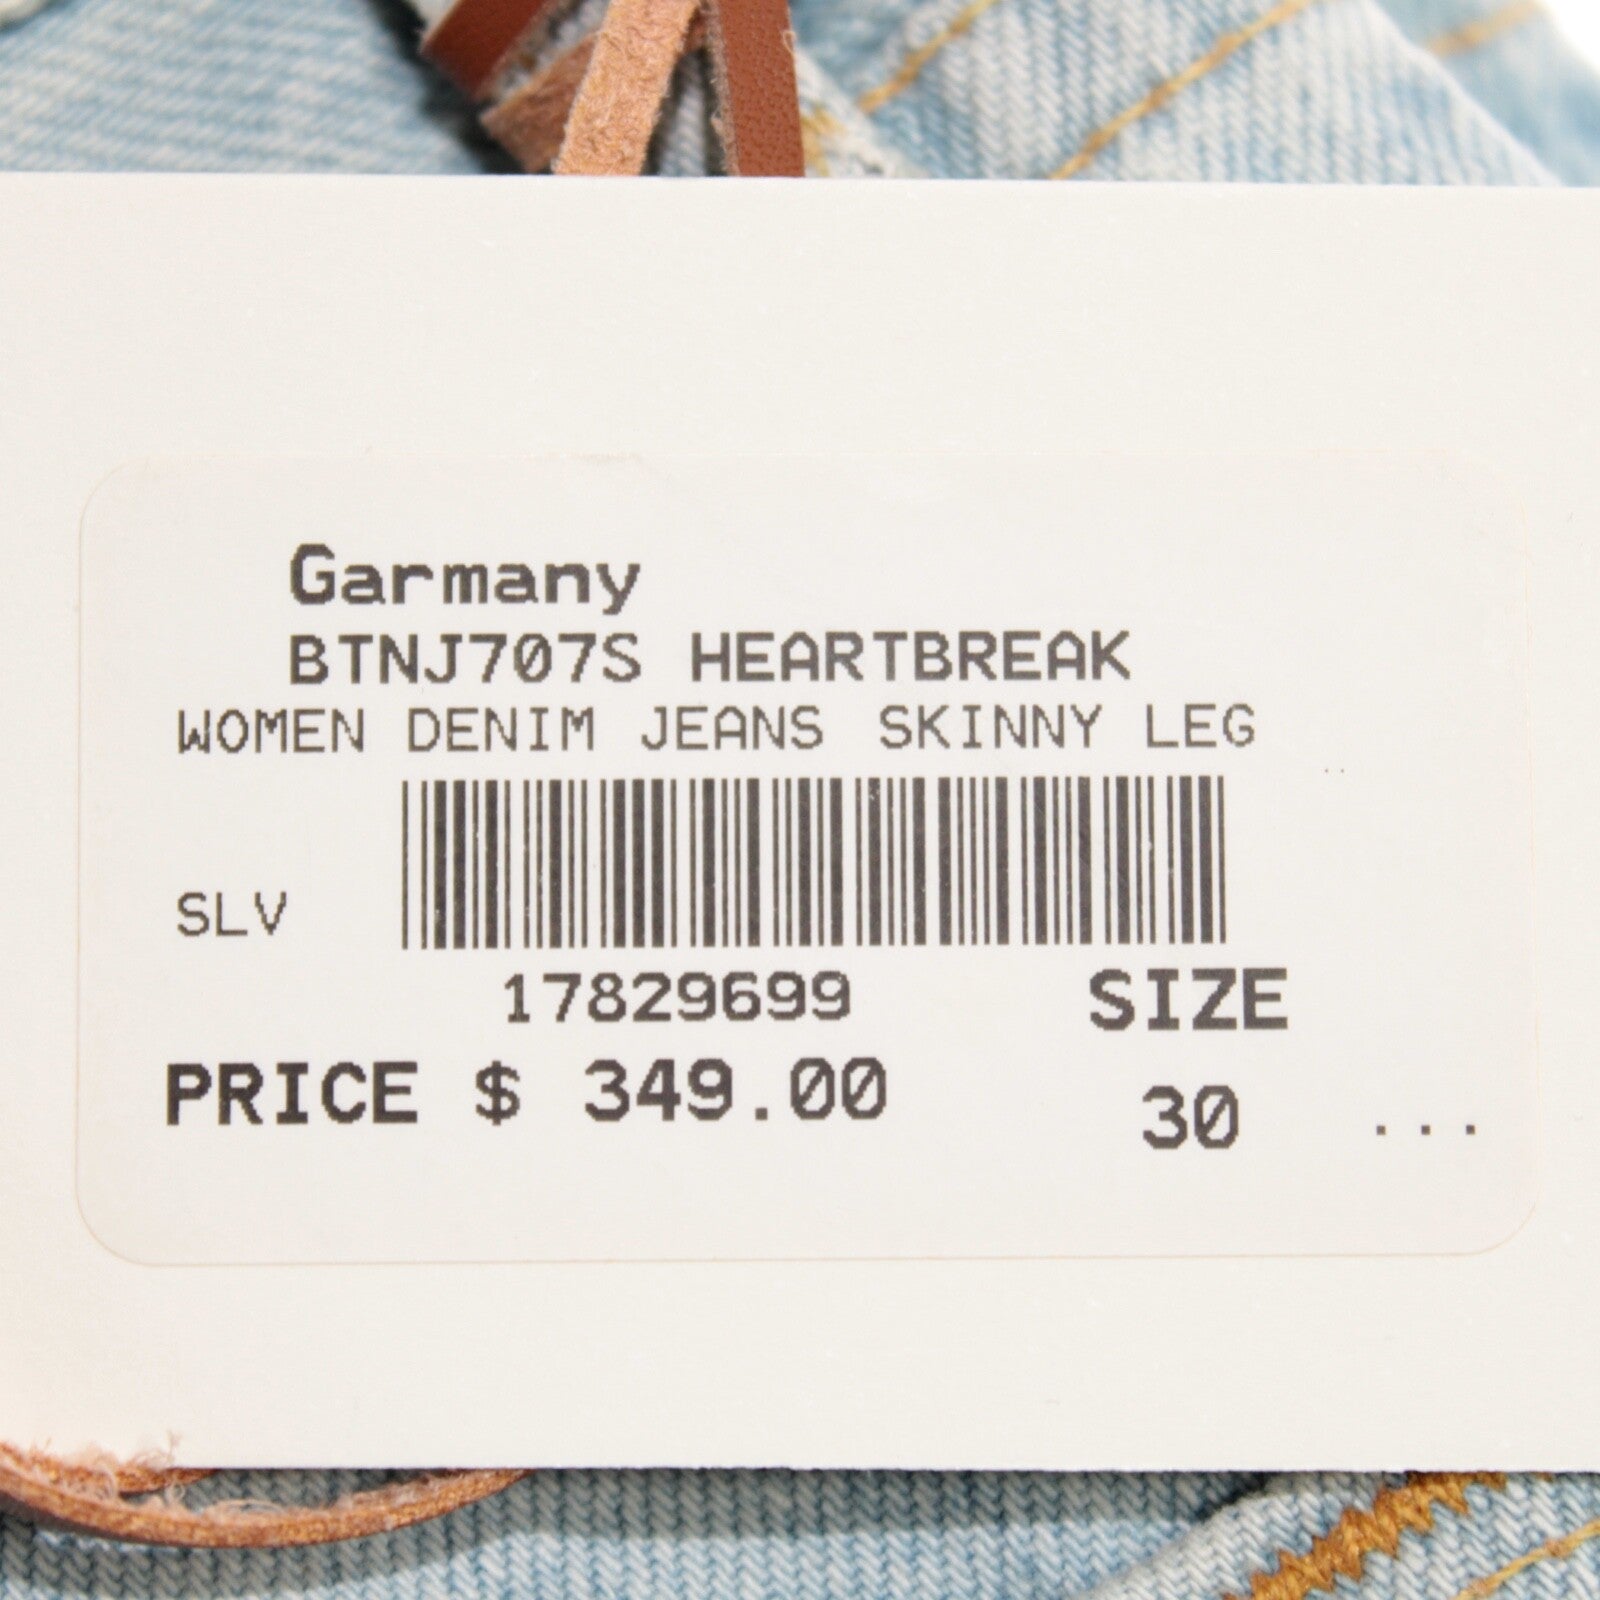 Garmany
BTNJ707S HEARTBREAK
WOMEN DENIM JEANS SKINNY LEG
SLV
17829699 SIZE
PRICE $ 349.00 30 ...